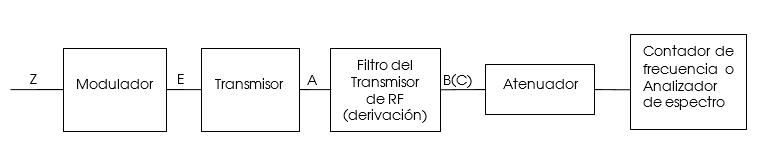 Z
Modulador
E
Transmisor
A
Filtro del
Transmisor
de RF
(derivación)
B(C)
Atenuador
Contador de
frecuencia o
Analizador
de espectro